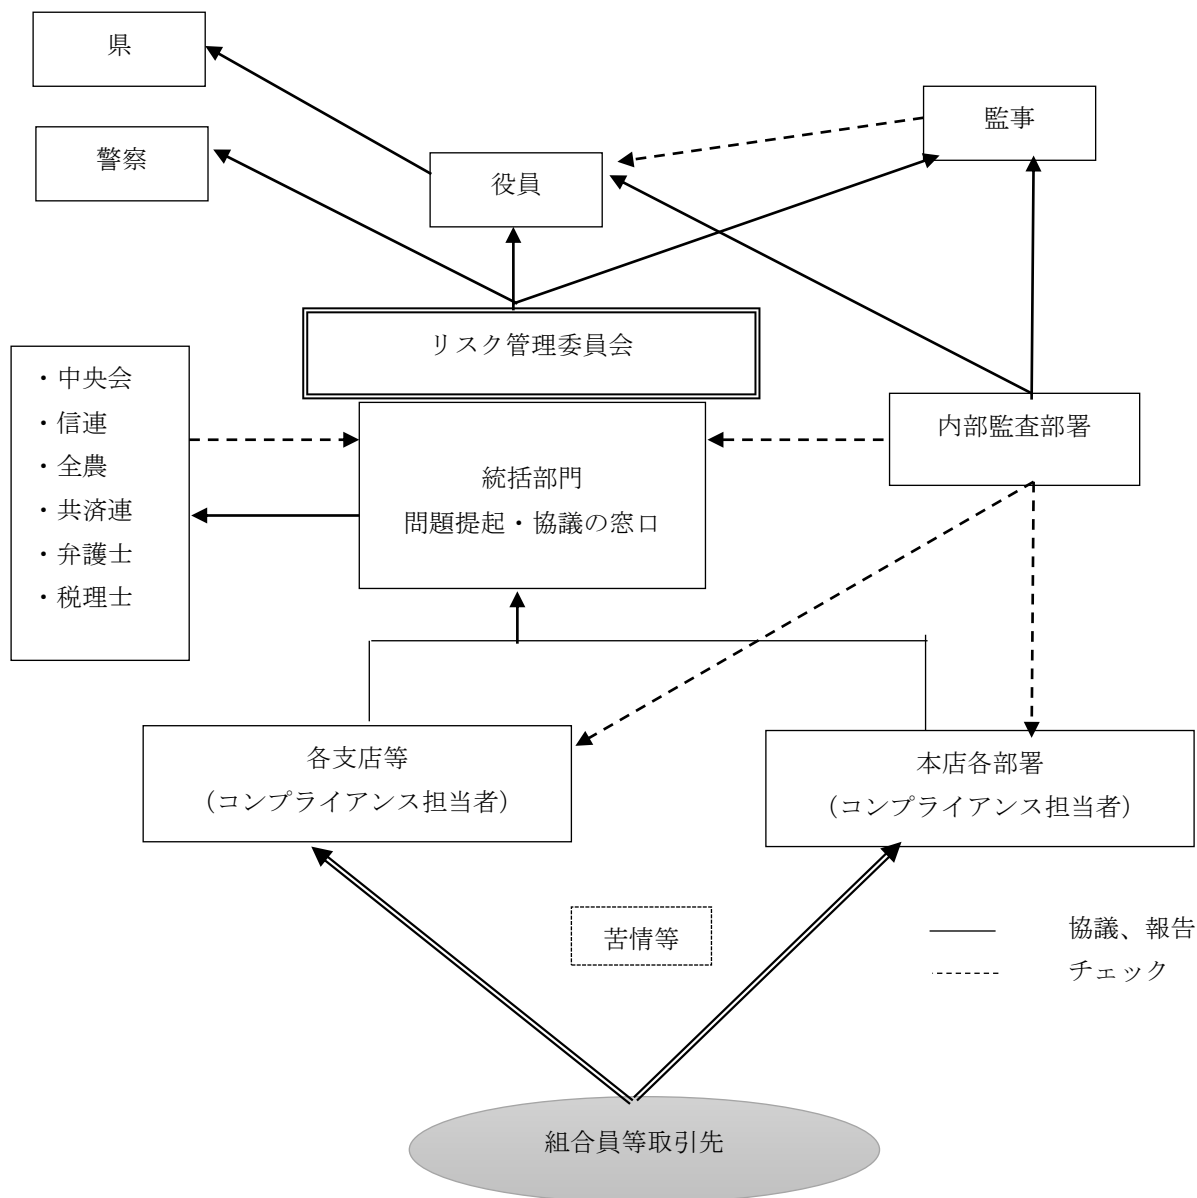 県
監事
警察
役員
リスク管理委員会
・中央会
・信連
・全農
・共済連
・弁護士
・税理士
内部監査部署
統括部門
問題提起・協議の窓口
各支店等
（コンプライアンス担当者）
本店各部署
（コンプライアンス担当者）
苦情等
協議、報告
チェック
組合員等取引先